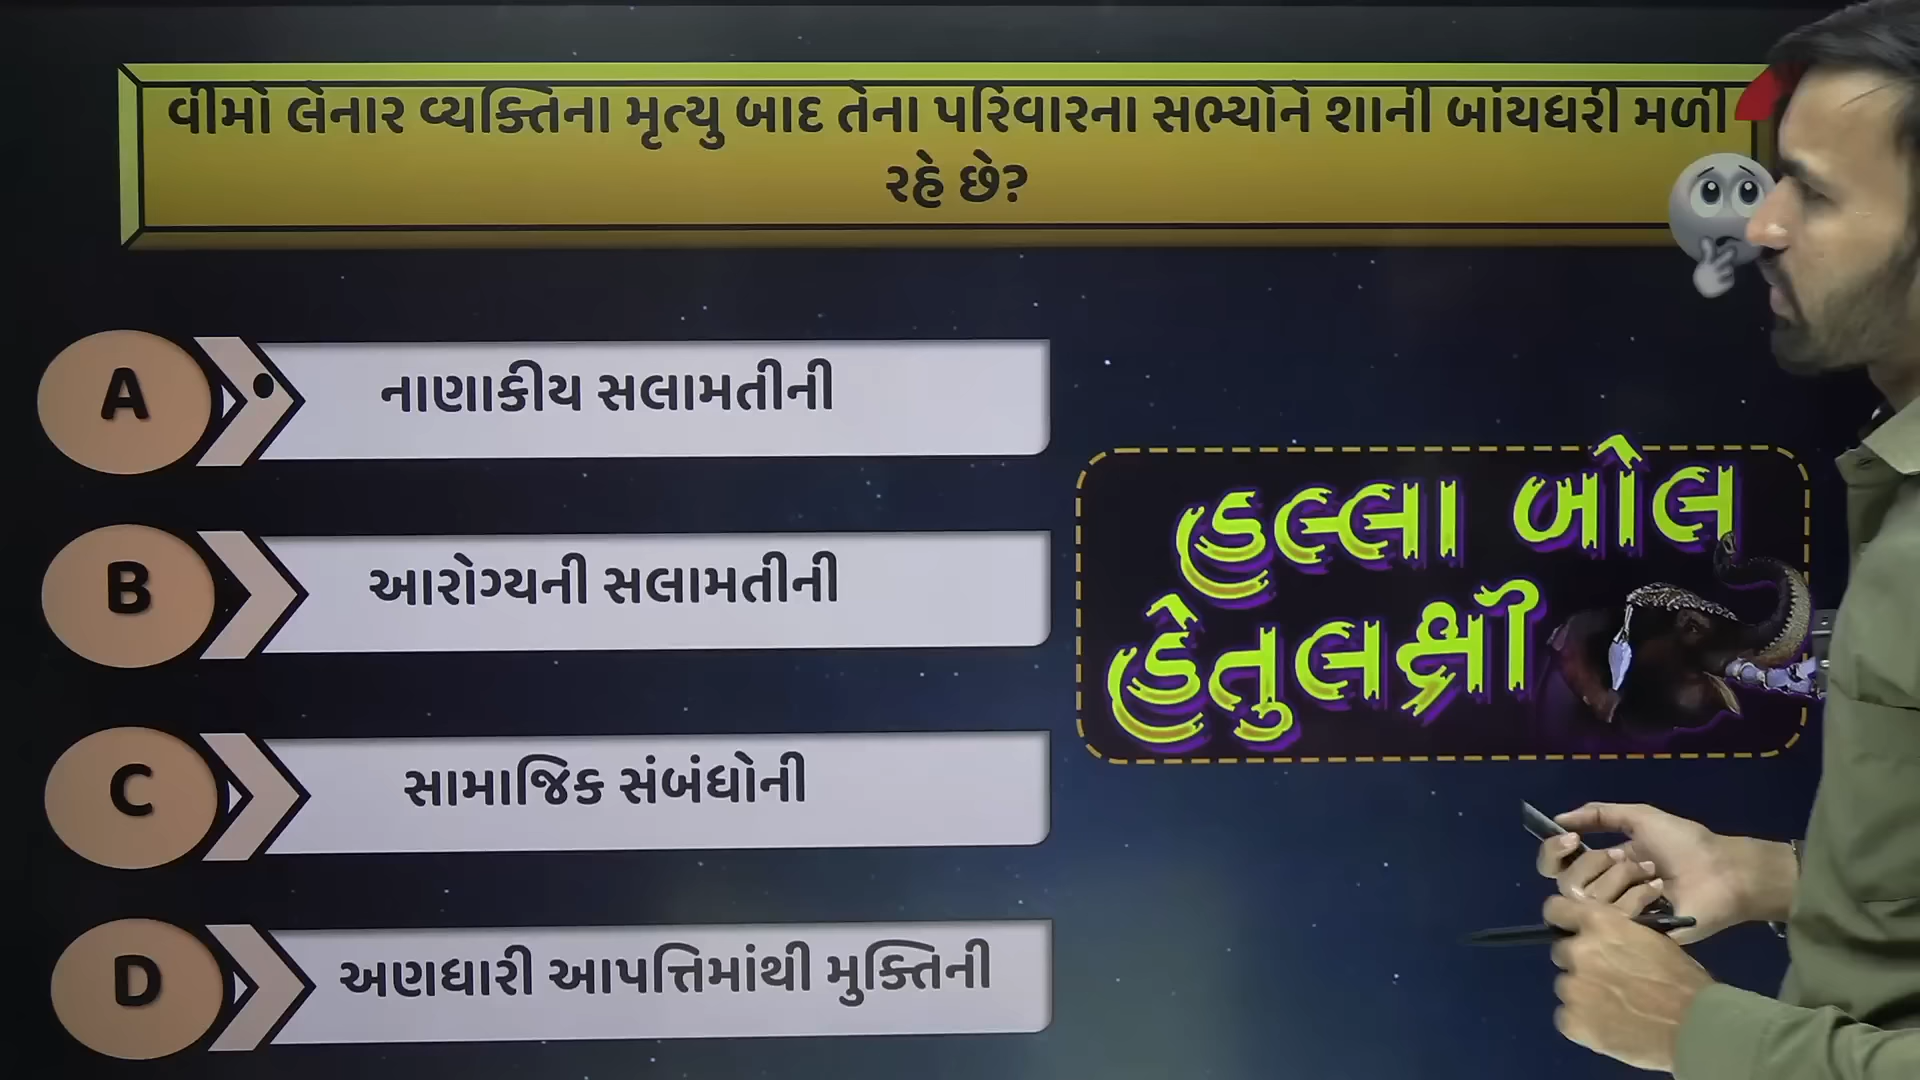 વીમો લેનાર વ્યક્તિના મૃત્યુ બાદ તેના પરિવારના સભ્યોને શાની બાંયધરી મળી
રહે છે?
A નાણાકીય સલામતીની
B આરોગ્યની સલામતીની
C સામાજિક સંબંધોની
D અણધારી આપત્તિમાંથી મુક્તિની
હલ્લા બોલ
હેતુલક્ષી